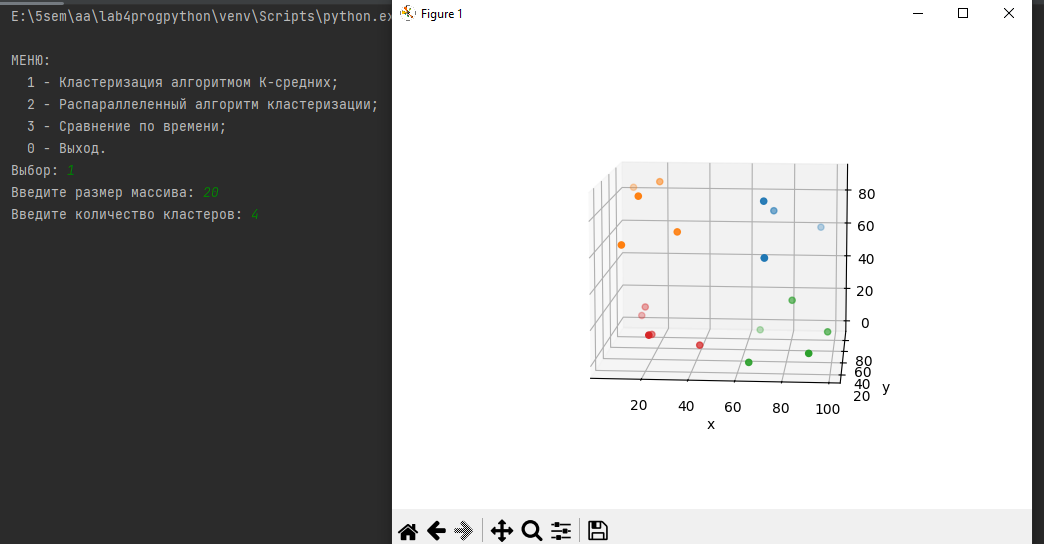 E:\5sem\aa\lab4progpython\venv\Scripts\python.ex
МЕНЮ:
1 - Кластеризация алгоритмом К-средних;
2 - Распараллеленный алгоритм кластеризации;
3 - Сравнение по времени;
0 - Выход.
Выбор: 1
Введите размер массива: 20
Введите количество кластеров: 4
Figure 1
80
60
40
20
0
80
60
40
20
y
20 40 60 80 100
x